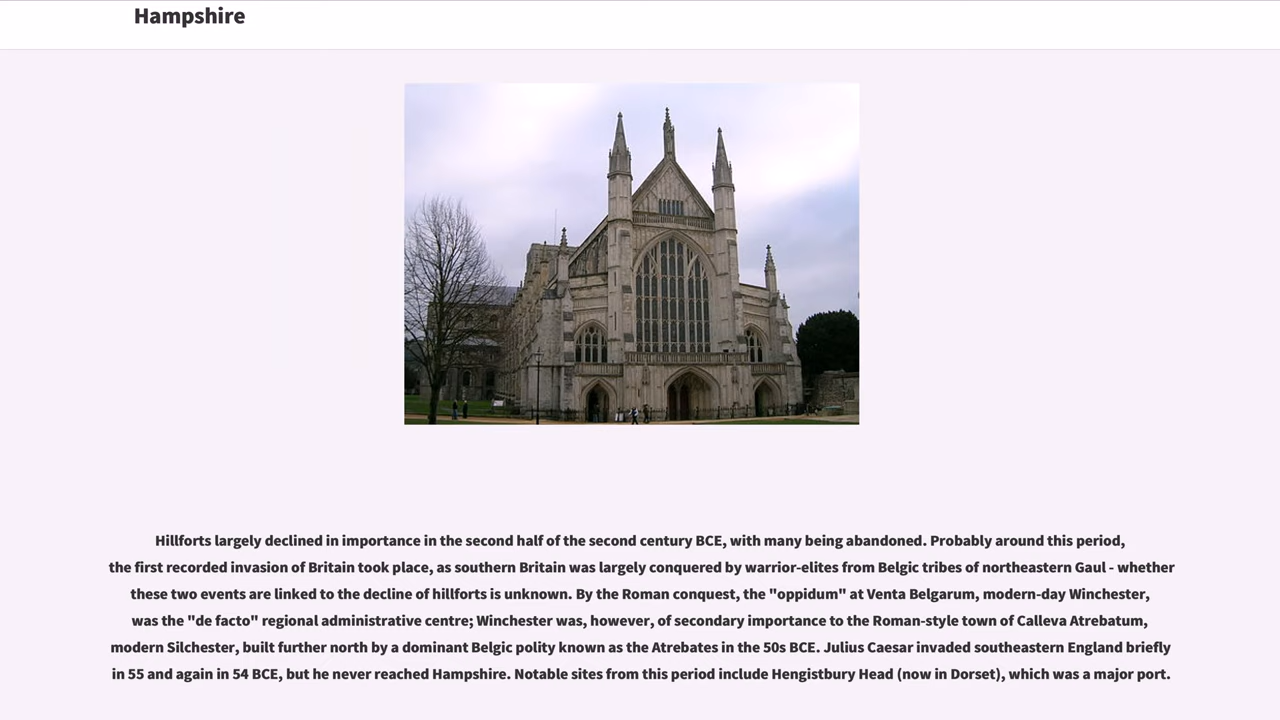 Hampshire
Hillforts largely declined in importance in the second half of the second century BCE, with many being abandoned. Probably around this period,
the first recorded invasion of Britain took place, as southern Britain was largely conquered by warrior-elites from Belgic tribes of northeastern Gaul - whether
these two events are linked to the decline of hillforts is unknown. By the Roman conquest, the "oppidum" at Venta Belgarum, modern-day Winchester,
was the "de facto" regional administrative centre; Winchester was, however, of secondary importance to the Roman-style town of Calleva Atrebatum,
modern Silchester, built further north by a dominant Belgic polity known as the Atrebates in the 50s BCE. Julius Caesar invaded southeastern England briefly
in 55 and again in 54 BCE, but he never reached Hampshire. Notable sites from this period include Hengistbury Head (now in Dorset), which was a major port.